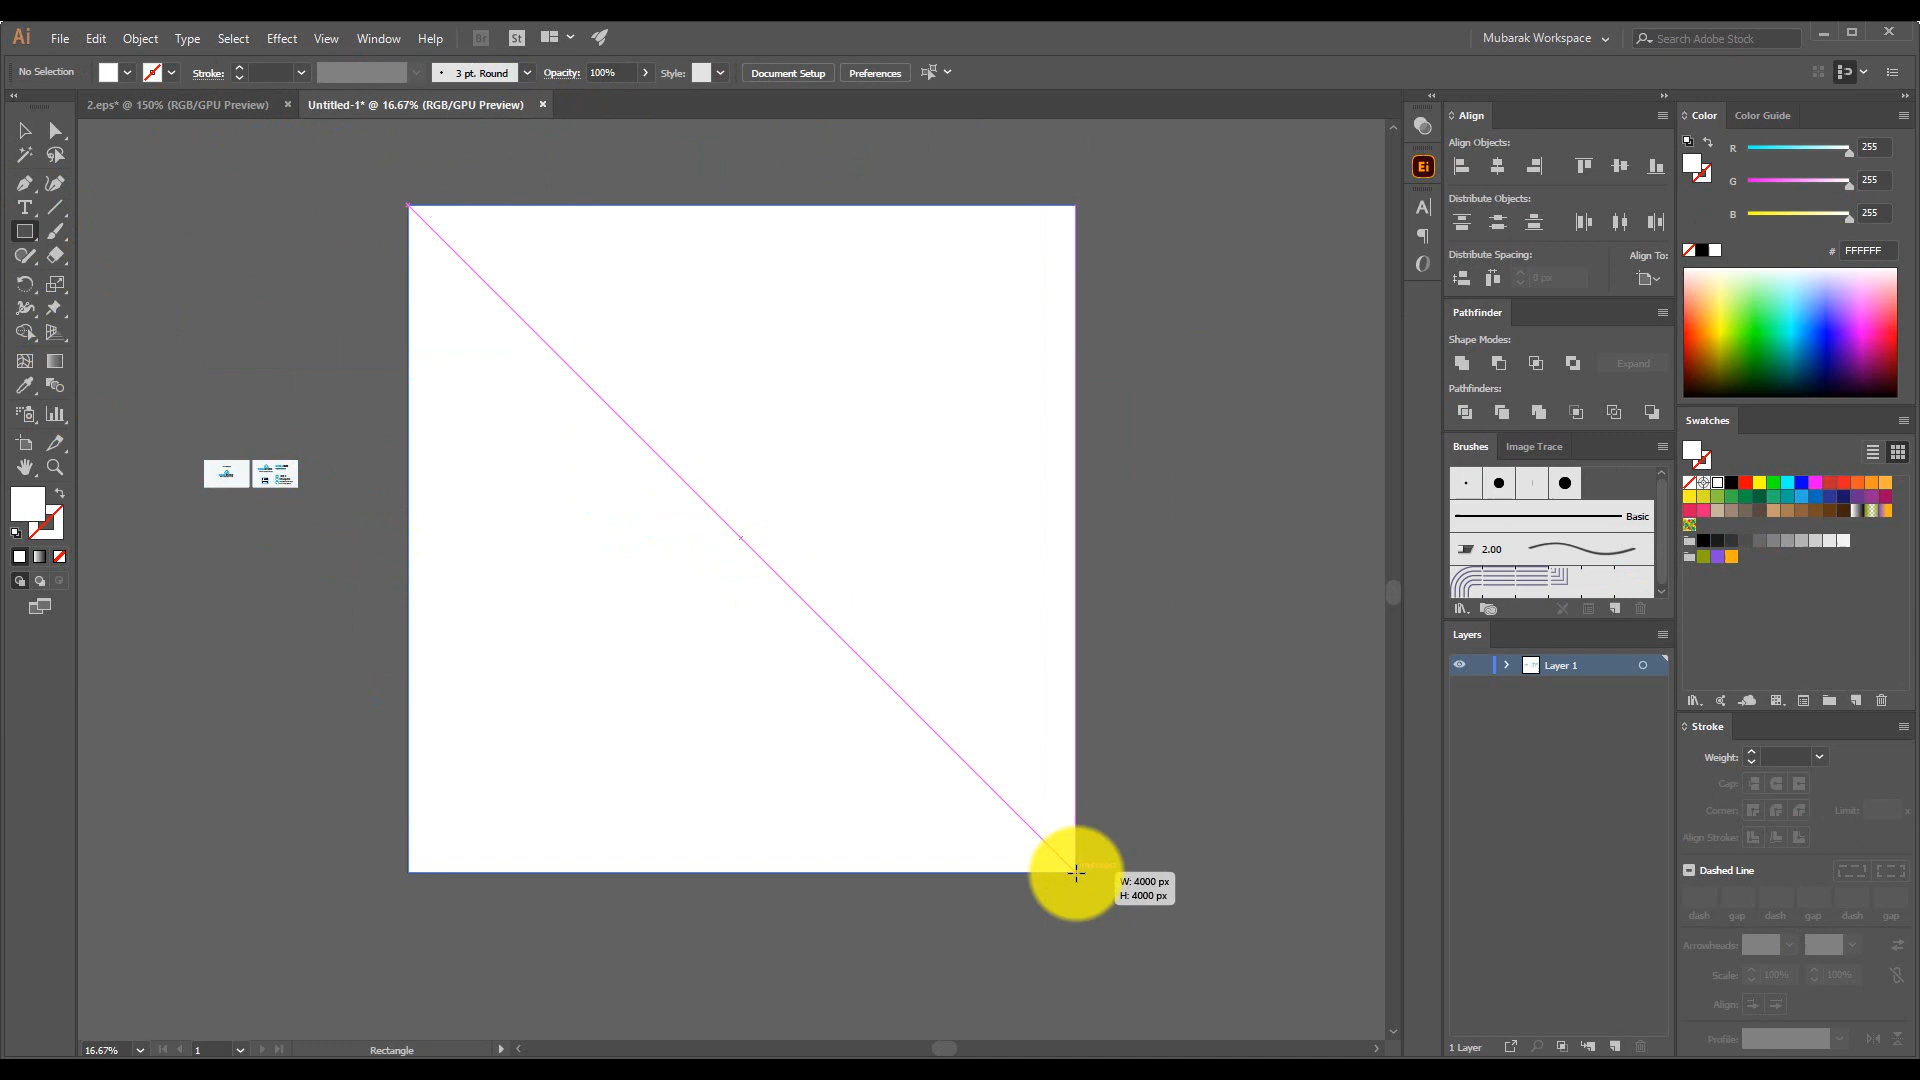 Ai File Edit Object Type Select Effect View Window Help Br St Mubarak Workspace Search Adobe Stock
No Selection Stroke: 3 pt. Round Opacity: 100% Style: Document Setup Preferences
2.eps* @ 150% (RGB/GPU Preview) Untitled-1* @ 16.67% (RGB/GPU Preview)
Align
Align Objects:
Distribute Objects:
Distribute Spacing: Align To:
0 px
Pathfinder
Shape Modes:
Expand
Pathfinders:
Brushes Image Trace
Basic
2.00
Layers
Layer 1
1 Layer
Color Color Guide
R 255
G 255
B 255
# FFFFFF
Swatches
Stroke
Weight:
Cap:
Corner: Limit: x
Align Stroke:
Dashed Line
dash gap dash gap dash gap
Arrowheads:
Scale: 100% 100%
Align:
Profile:
W: 4000 px
H: 4000 px
16.67% 1 Rectangle